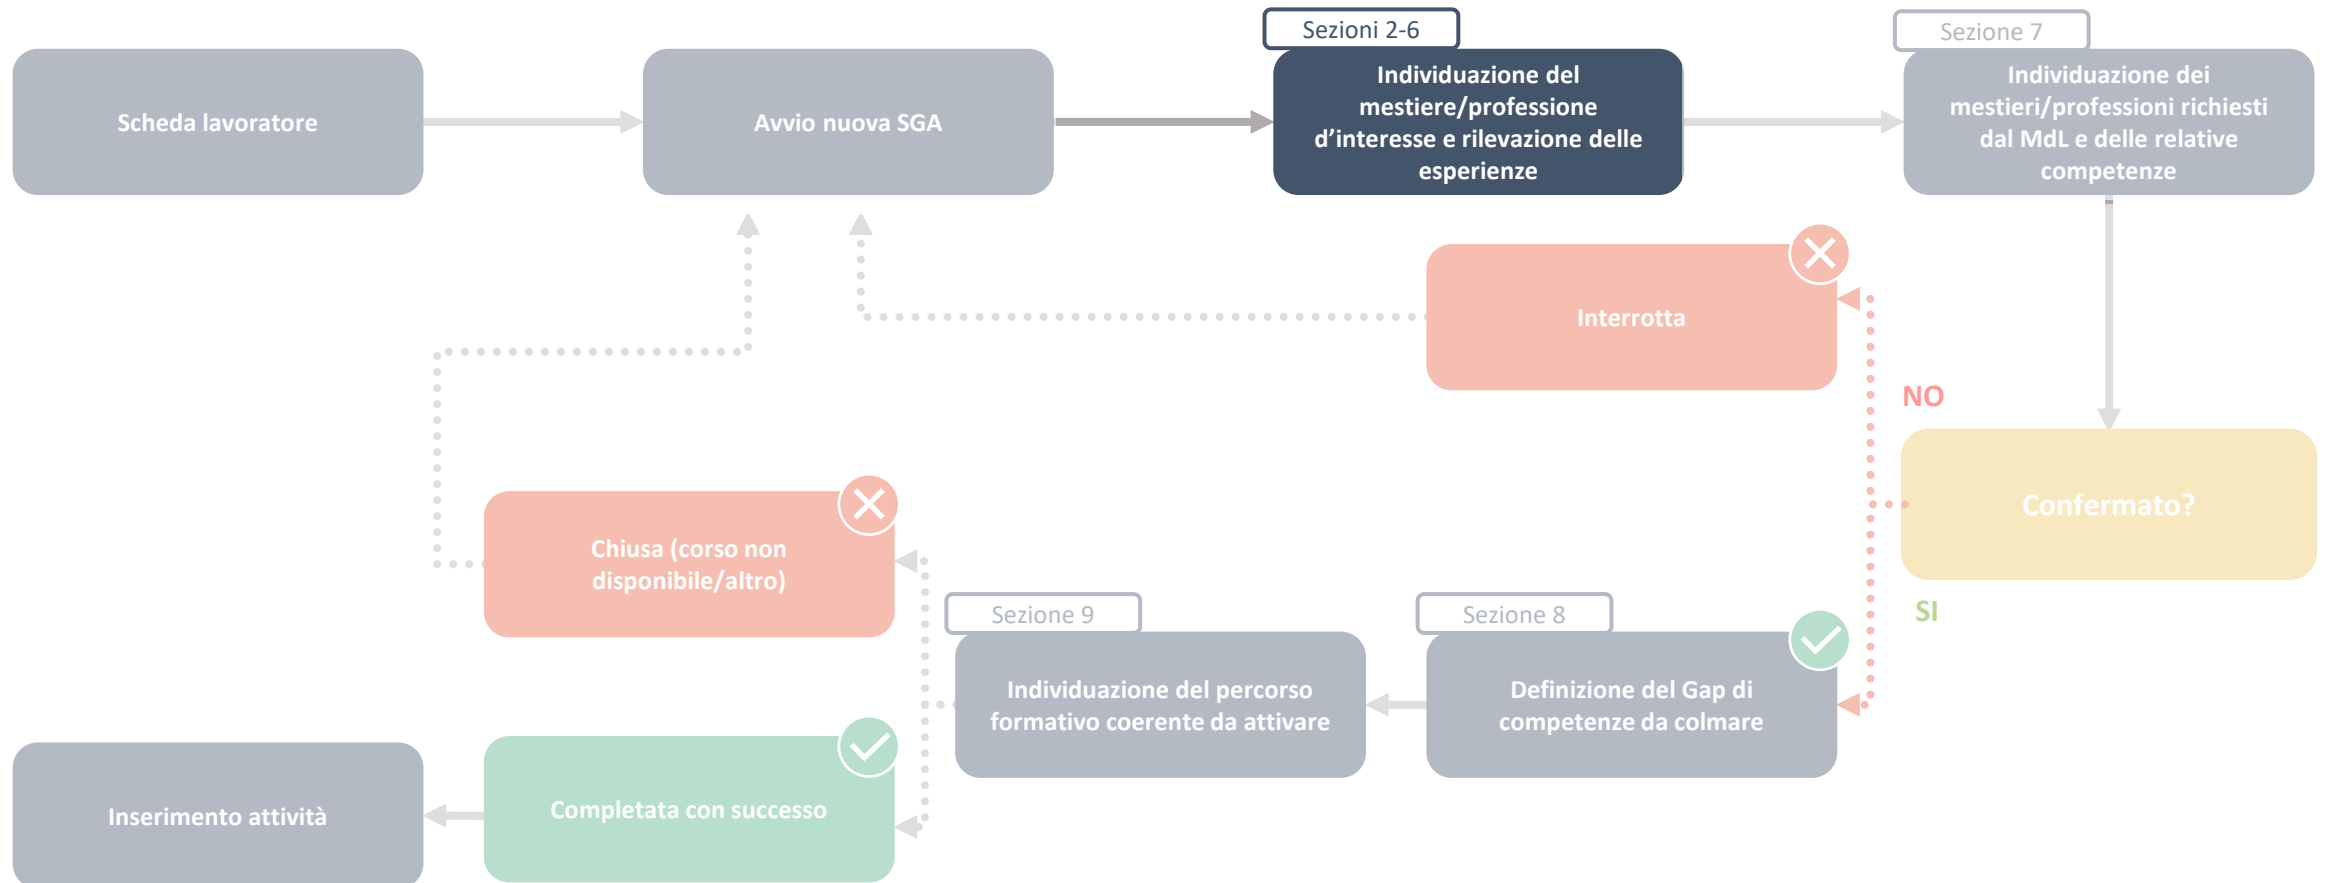 Scheda lavoratore
Avvio nuova SGA
Sezioni 2-6
Individuazione del
mestiere/professione
d’interesse e rilevazione delle
esperienze
Sezione 7
Individuazione dei
mestieri/professioni richiesti
dal MdL e delle relative
competenze
Interrotta
NO
Confermato?
SI
Chiusa (corso non
disponibile/altro)
Sezione 9
Individuazione del percorso
formativo coerente da attivare
Sezione 8
Definizione del Gap di
competenze da colmare
Completata con successo
Inserimento attività